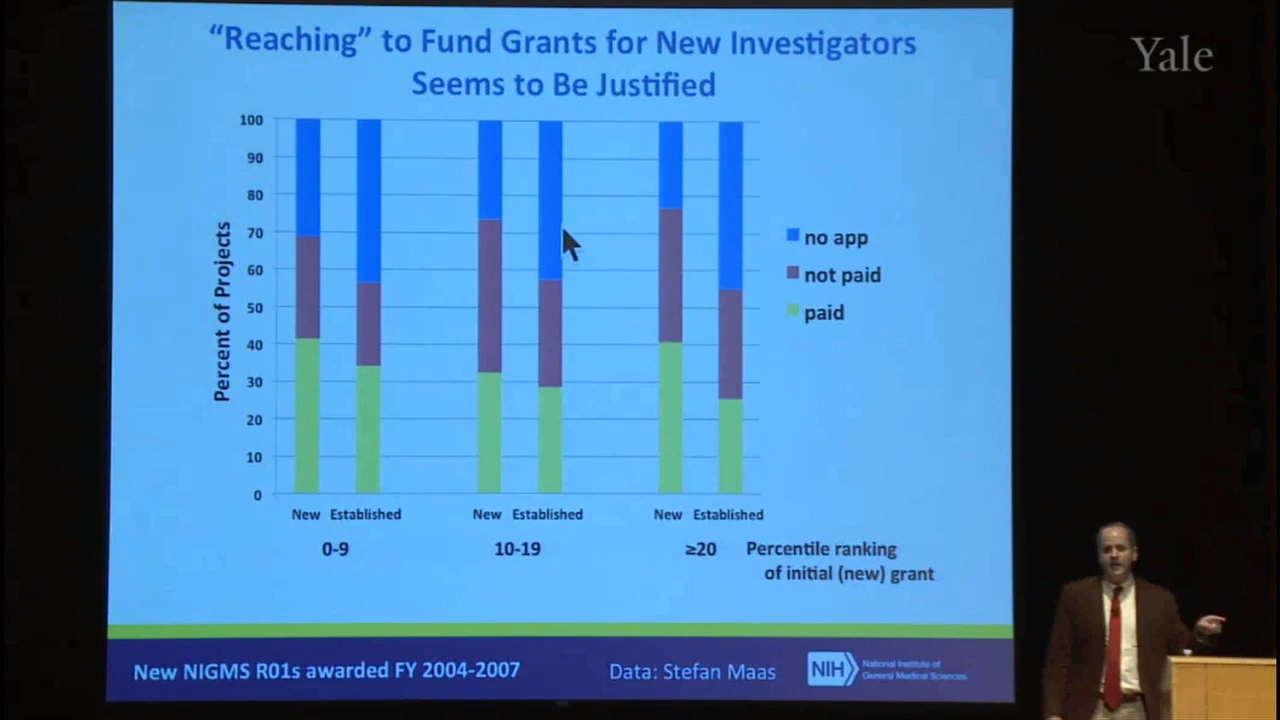 "Reaching" to Fund Grants for New Investigators
Seems to Be Justified
Yale
100
90
80
70
60
50
40
30
20
10
0
Percent of Projects
no app
not paid
paid
New Established New Established New Established
0-9 10-19 ≥20 Percentile ranking
of initial (new) grant
New NIGMS R01s awarded FY 2004-2007
Data: Stefan Maas
NIH
National Institute of
General Medical Sciences